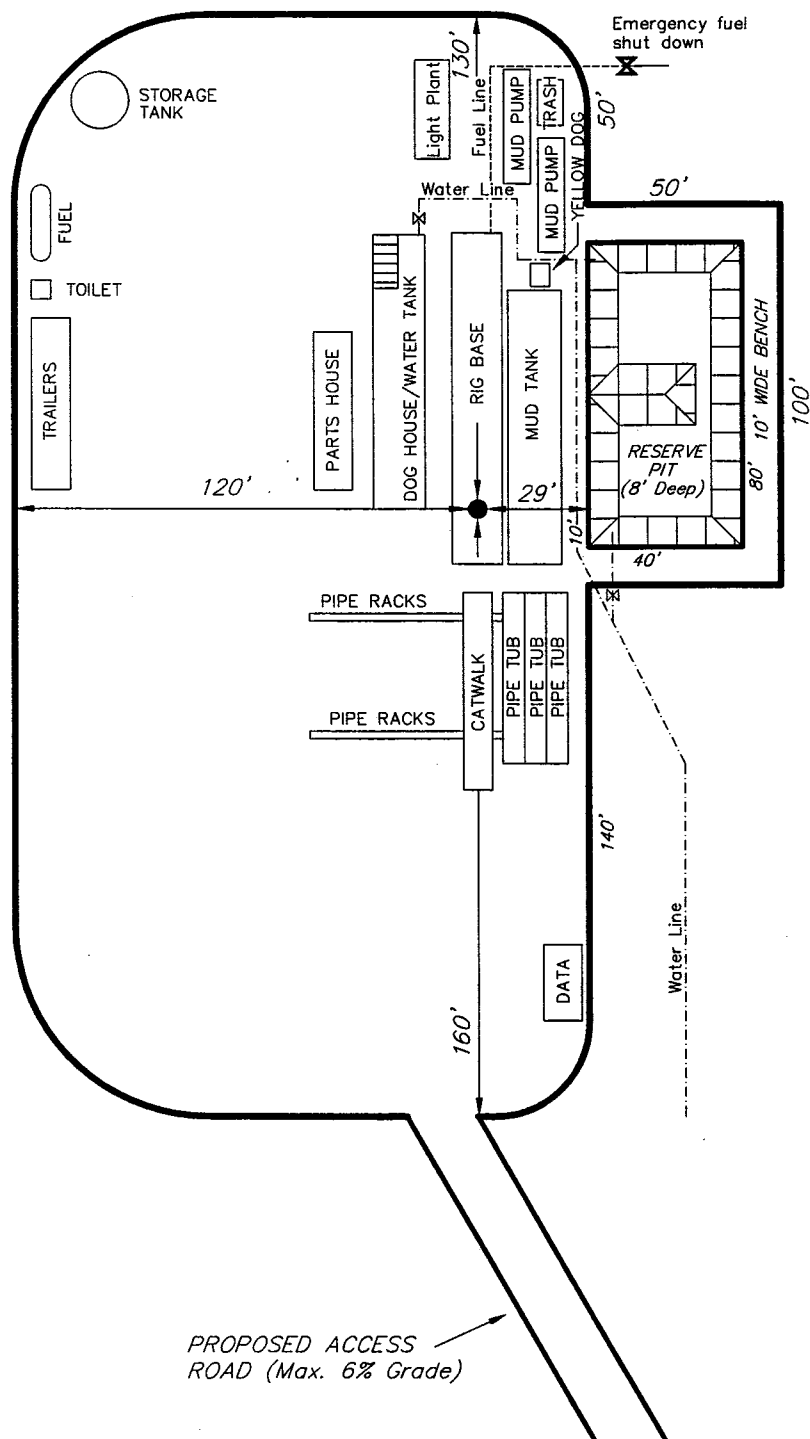 Emergency fuel
shut down
130'
STORAGE
TANK
Light Plant
Fuel Line
MUD PUMP
TRASH
50'
MUD PUMP
YELLOW DOG
Water Line
50'
FUEL
TOILET
TRAILERS
PARTS HOUSE
DOG HOUSE/WATER TANK
RIG BASE
MUD TANK
RESERVE
PIT
(8' Deep)
80'
10' WIDE BENCH
100'
120'
29'
10'
40'
PIPE RACKS
PIPE RACKS
CATWALK
PIPE TUB
PIPE TUB
PIPE TUB
140'
DATA
Water Line
160'
PROPOSED ACCESS
ROAD (Max. 6% Grade)